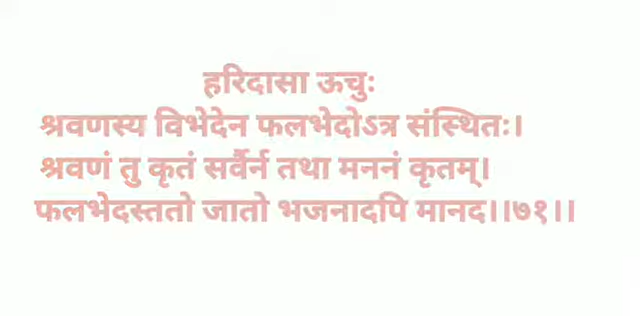 हरिदासा ऊचुः
श्रवणस्य विभेदेन फलभेदोऽत्र संस्थितः।
श्रवणं तु कृतं सर्वैर्न तथा मननं कृतम्।
फलभेदस्ततो जातो भजनादपि मानद।।७१।।